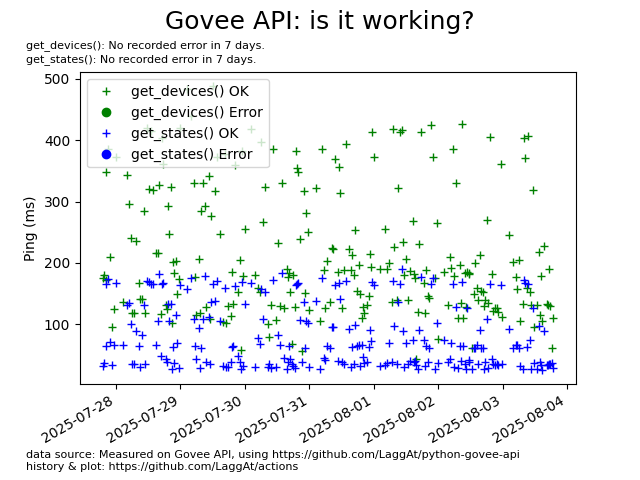 Govee API: is it working?
get_devices(): No recorded error in 7 days.
get_states(): No recorded error in 7 days.
get_devices() OK
get_devices() Error
get_states() OK
get_states() Error
Ping (ms)
500
400
300
200
100
2025-07-28
2025-07-29
2025-07-30
2025-07-31
2025-08-01
2025-08-02
2025-08-03
2025-08-04
data source: Measured on Govee API, using https://github.com/LaggAt/python-govee-api
history & plot: https://github.com/LaggAt/actions